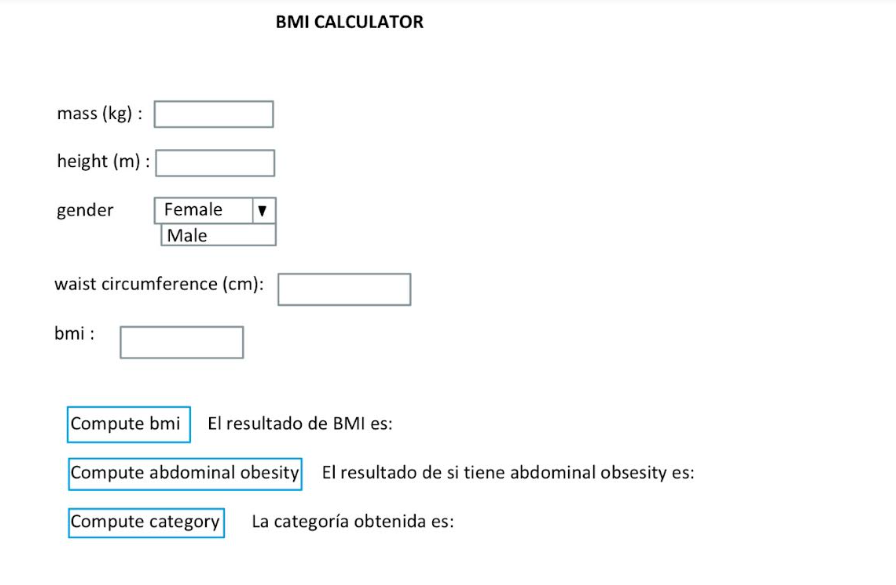 BMI CALCULATOR
mass (kg) :
height (m) :
gender Female ▼
Male
waist circumference (cm):
bmi :
Compute bmi El resultado de BMI es:
Compute abdominal obesity El resultado de si tiene abdominal obsesity es:
Compute category La categoría obtenida es: